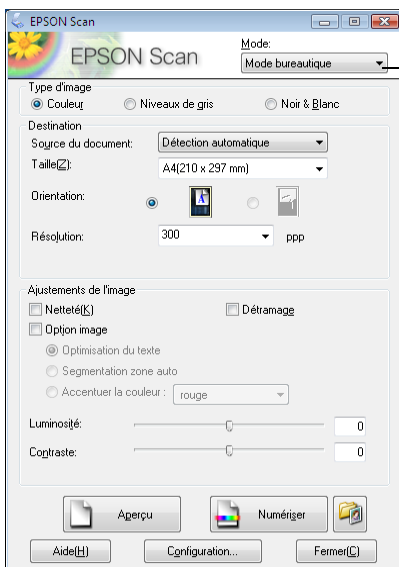 EPSON Scan
EPSON Scan
Mode:
Mode bureautique
Type d'image
Couleur Niveaux de gris Noir & Blanc
Destination
Source du document: Détection automatique
Taille(Z): A4(210 x 297 mm)
Orientation:
A
Résolution: 300 ppp
Ajustements de l'image
Netteté(K) Détramage
Option image
Optimisation du texte
Segmentation zone auto
Accentuer la couleur : rouge
Luminosité: 0
Contraste: 0
Aperçu Numériser
Aide(H) Configuration... Fermer(C)